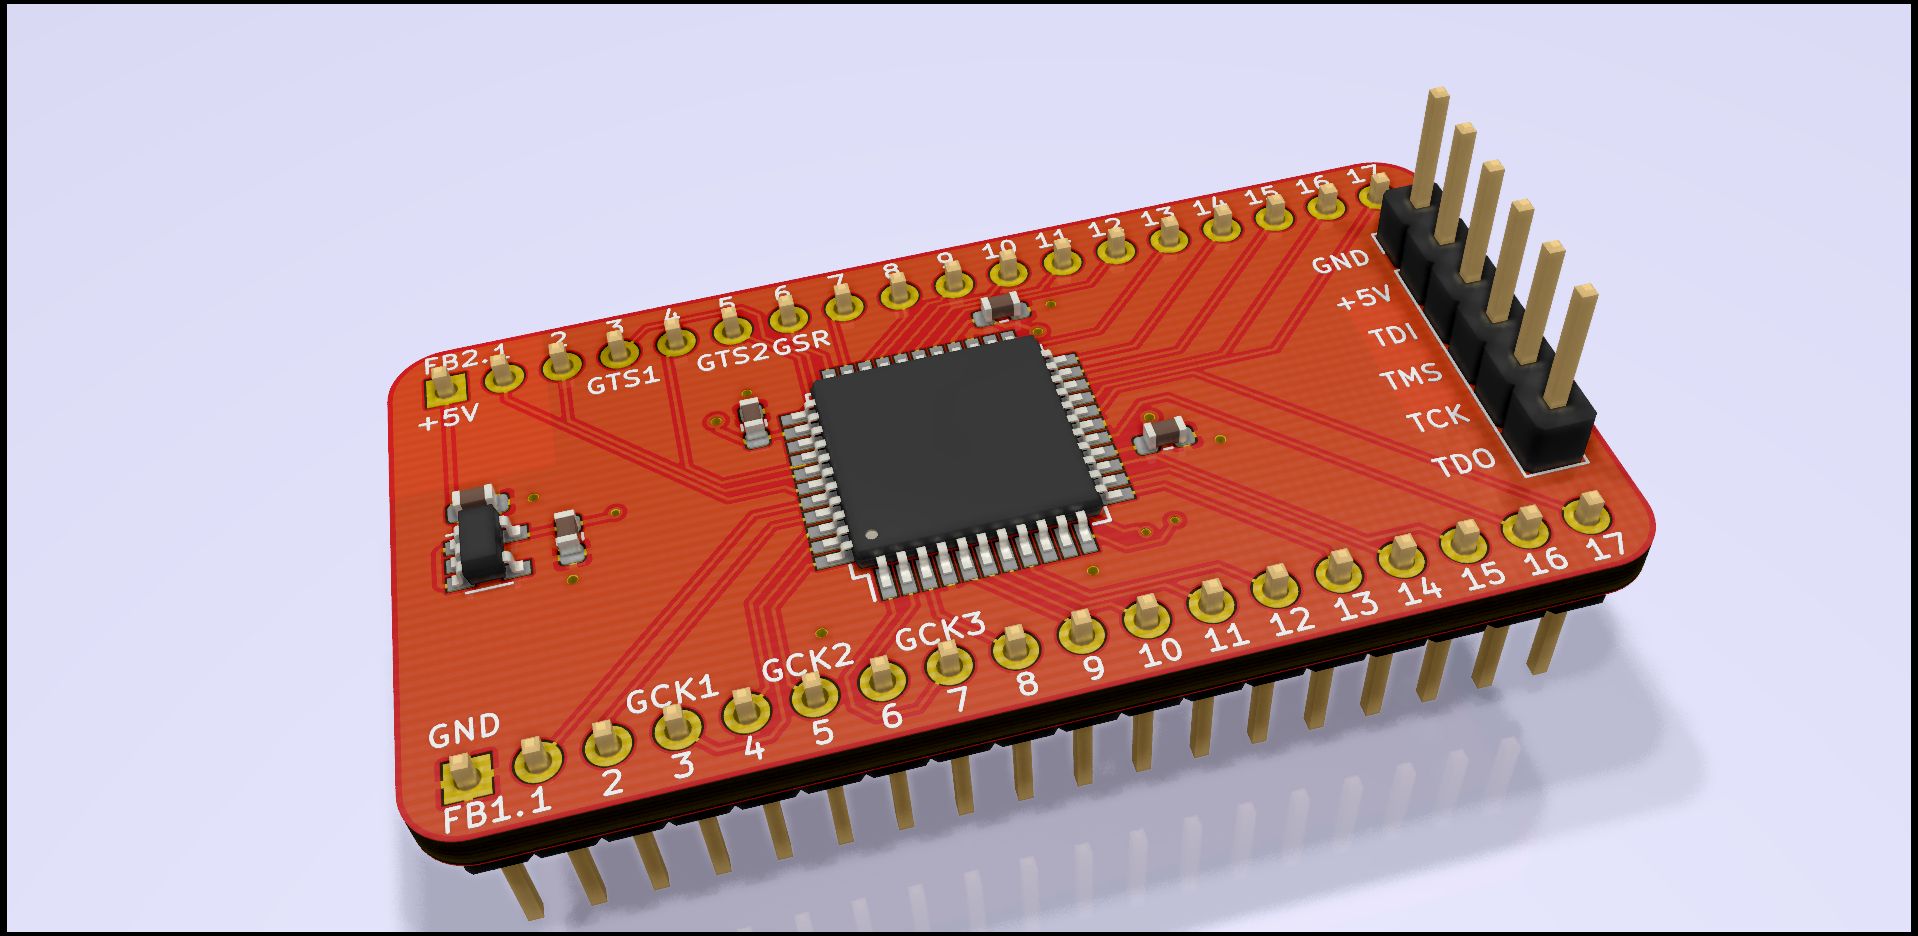 FB2.1 2 3 4 5 6 7 8 9 10 11 12 13 14 15 16 17
+5V GTS1 GTS2 GSR
GND
+5V
TDI
TMS
TCK
TDO
GND GCK1 GCK2 GCK3
FB1.1 2 3 4 5 6 7 8 9 10 11 12 13 14 15 16 17